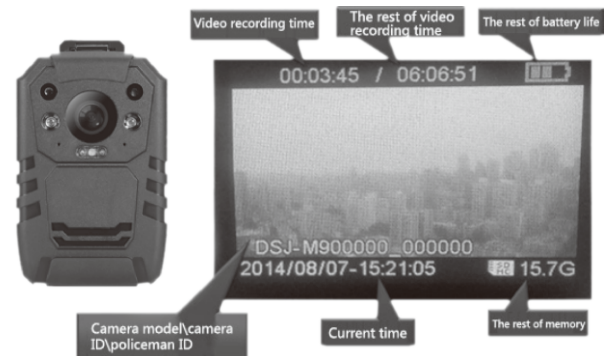 Video recording time
The rest of video
recording time
The rest of battery life
00:03:45 / 06:06:51
DSJ-M900000_000000
2014/08/07-15:21:05
15.7G
Camera model\camera
ID\policeman ID
Current time
The rest of memory